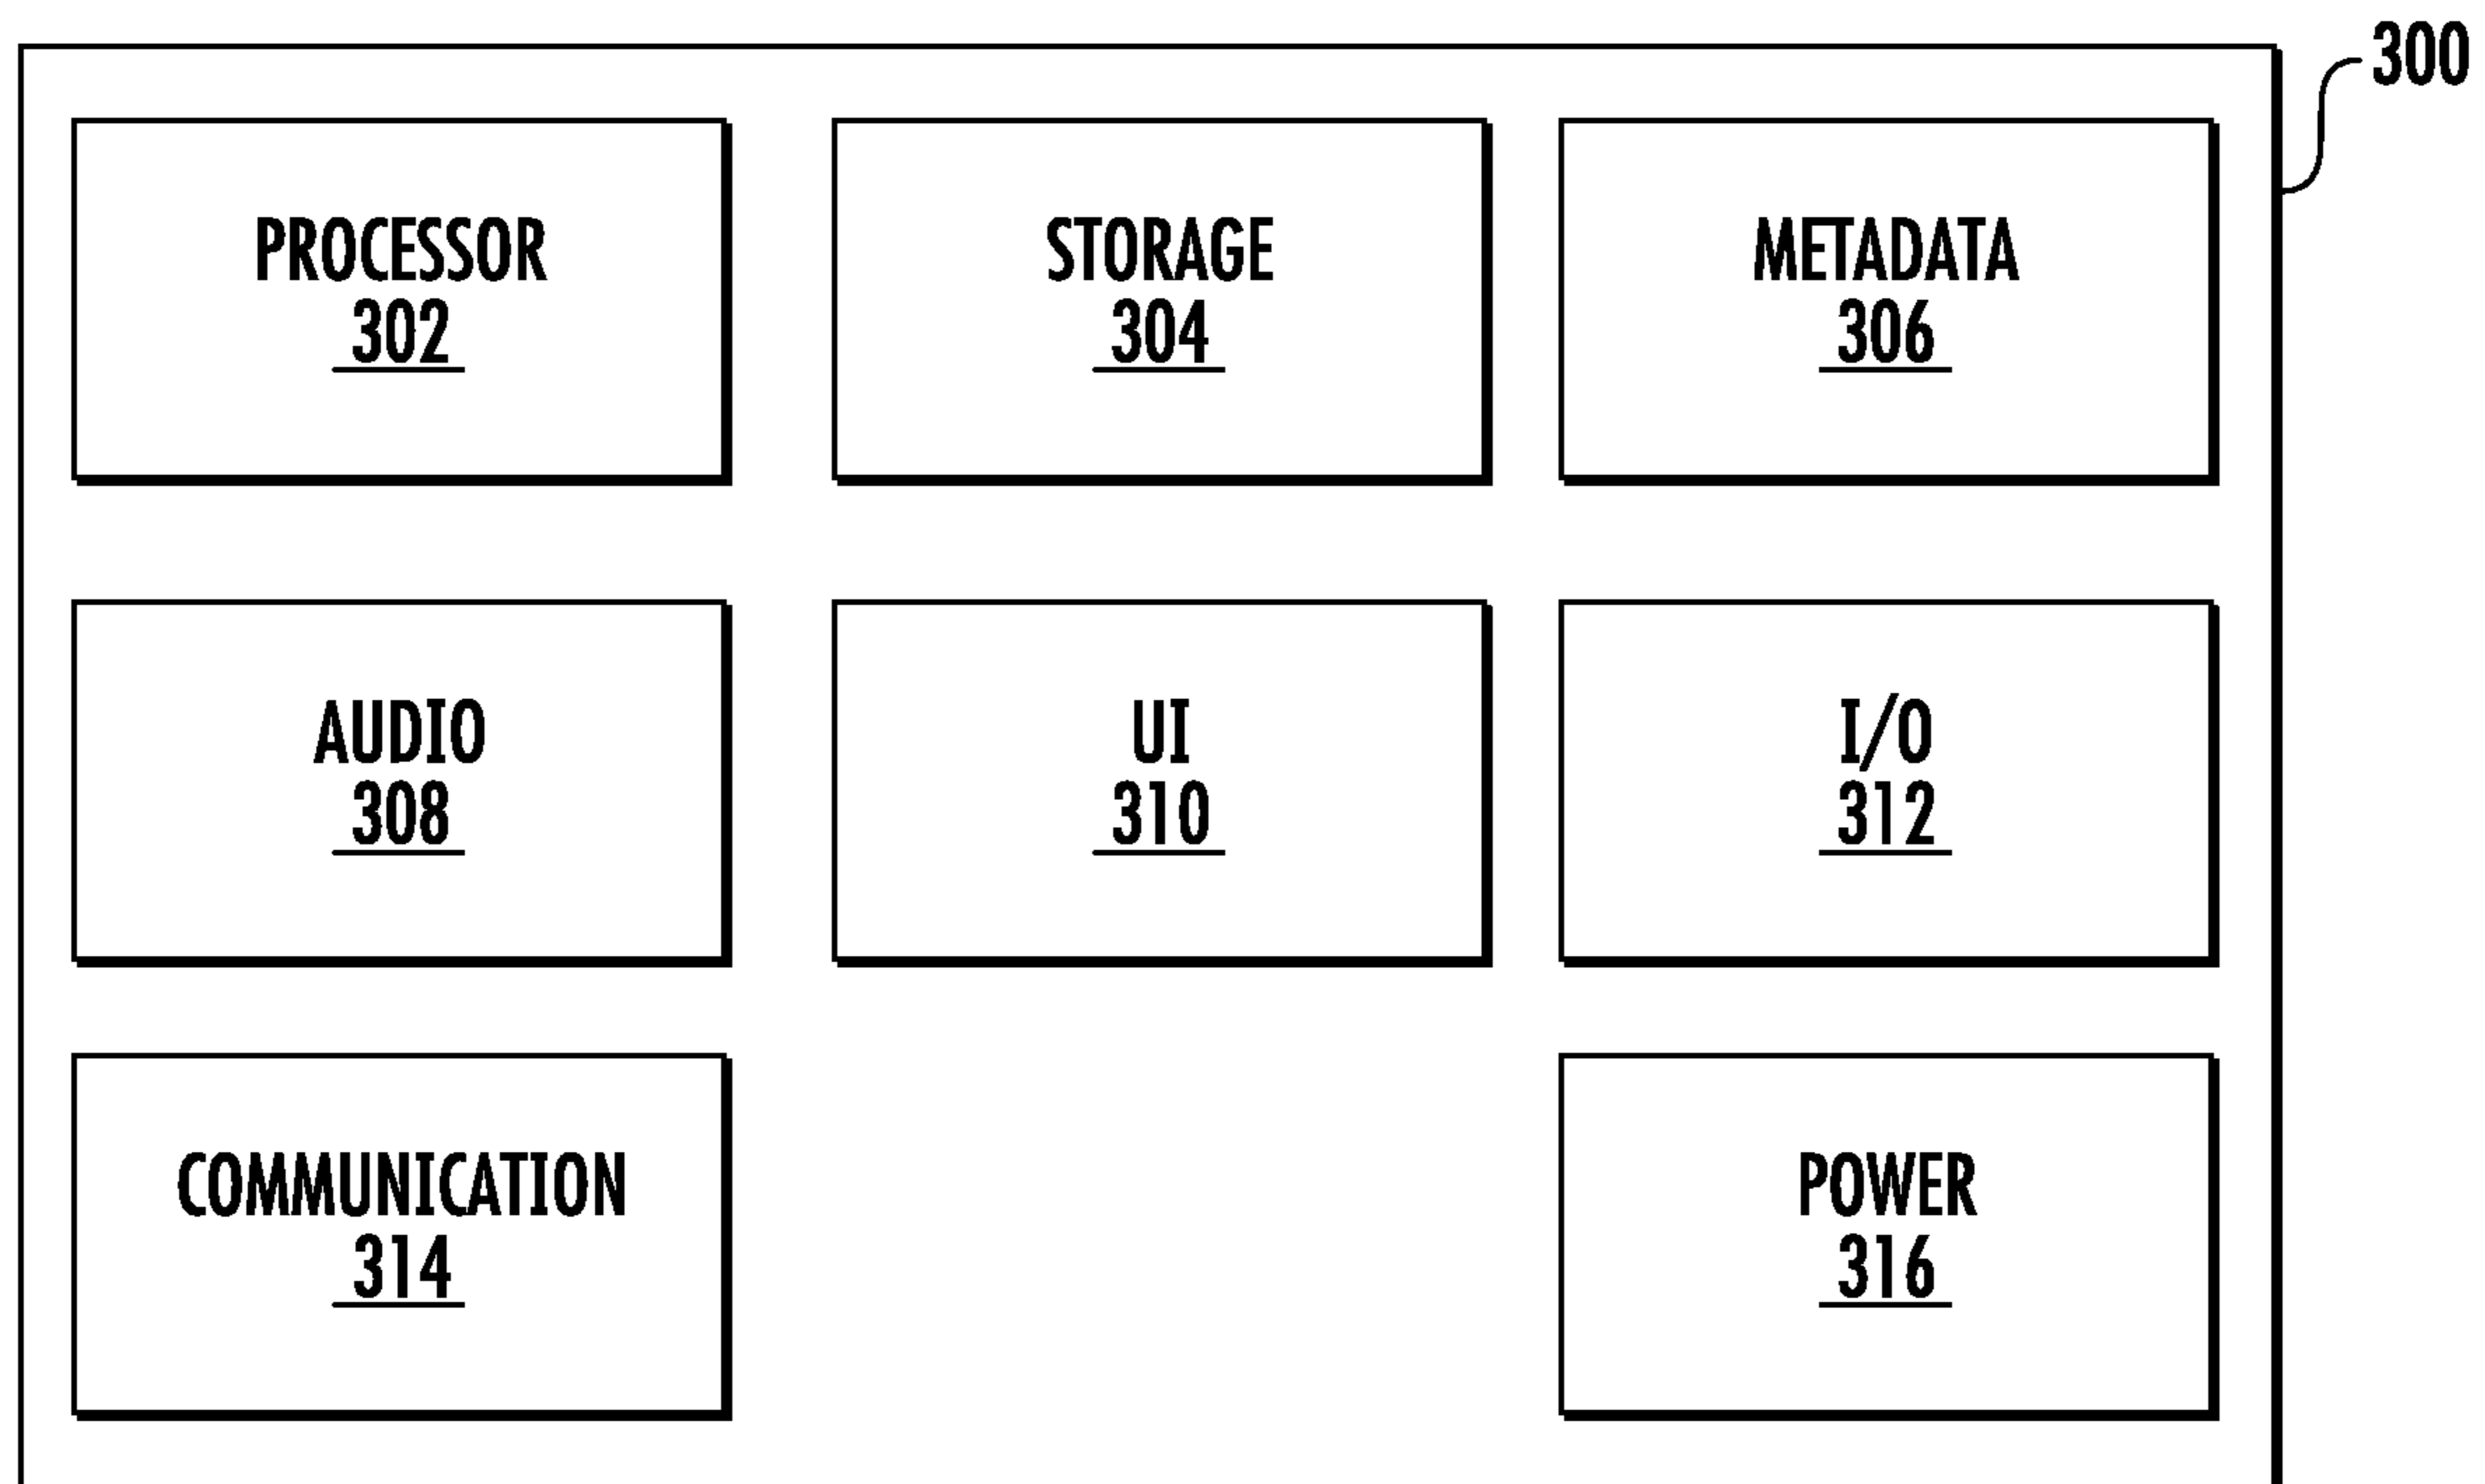 300
PROCESSOR
302
STORAGE
304
METADATA
306
AUDIO
308
UI
310
I/O
312
COMMUNICATION
314
POWER
316